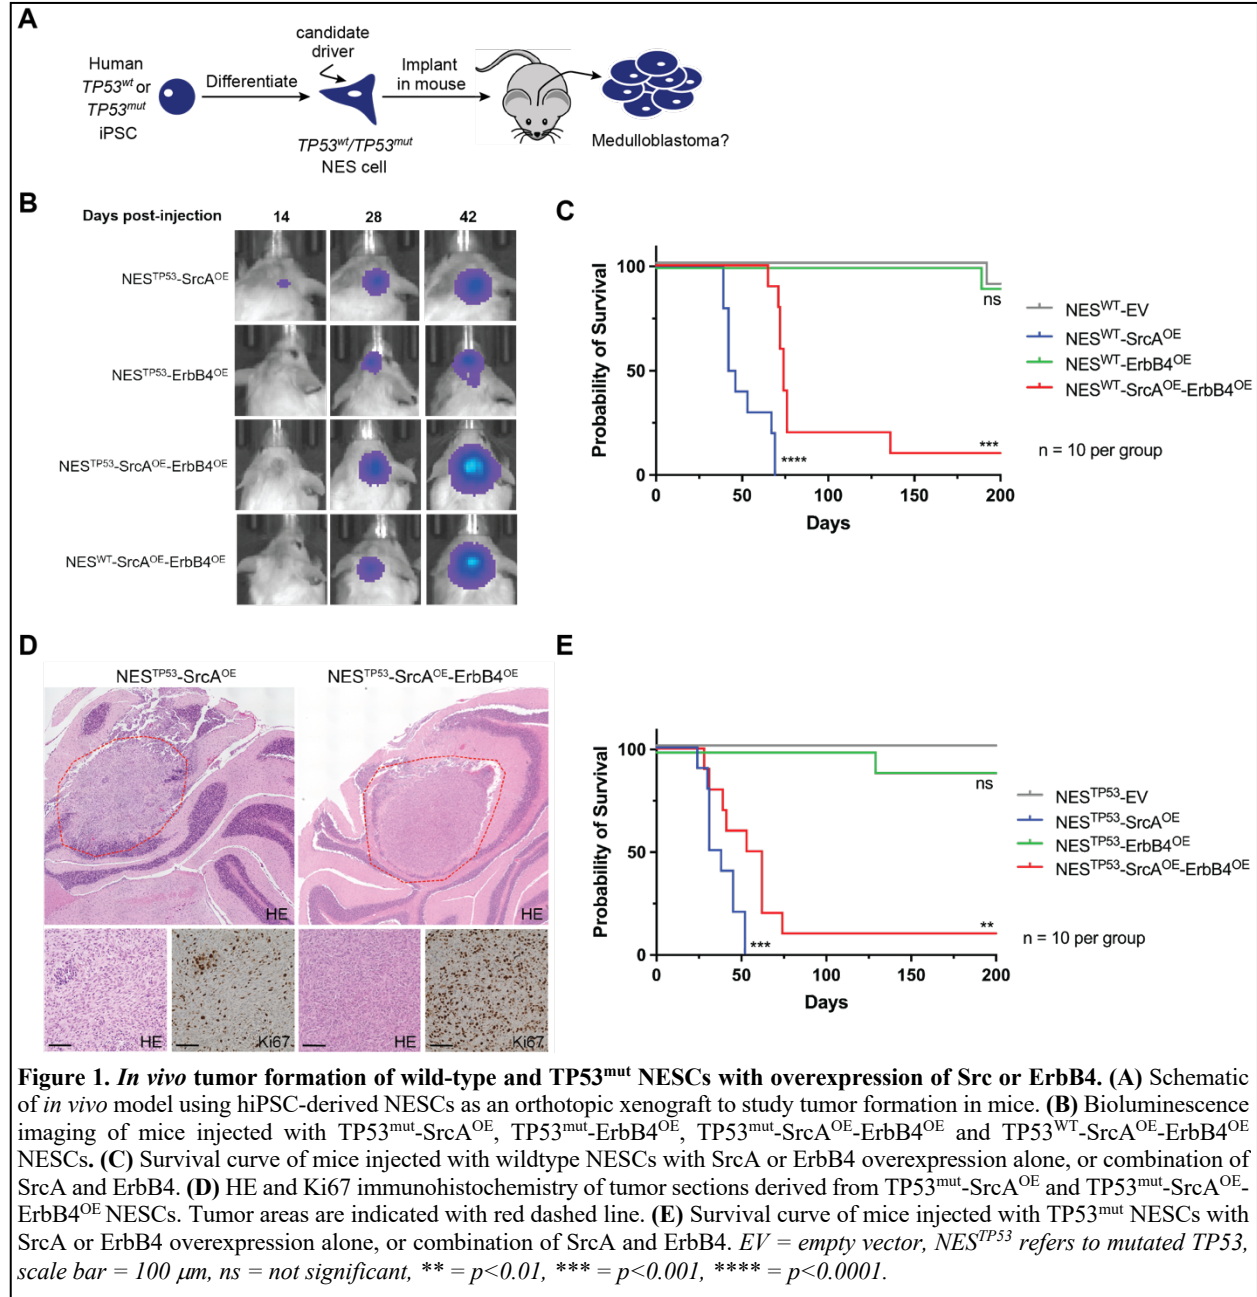 A
Human
TP53wt or
TP53mut
iPSC
Differentiate
candidate
driver
TP53wt/TP53mut
NES cell
Implant
in mouse
Medulloblastoma?
B
Days post-injection 14 28 42
NESTP53-SrcAOE
NESTP53-ErbB4OE
NESTP53-SrcAOE-ErbB4OE
NESWT-SrcAOE-ErbB4OE
C
Probability of Survival
100
50
0
0 50 100 150 200
Days
ns
***
****
NESWT-EV
NESWT-SrcAOE
NESWT-ErbB4OE
NESWT-SrcAOE-ErbB4OE
n = 10 per group
D
NESTP53-SrcAOE
NESTP53-SrcAOE-ErbB4OE
HE
HE
HE
Ki67
HE
Ki67
E
Probability of Survival
100
50
0
0 50 100 150 200
Days
ns
**
***
NESTP53-EV
NESTP53-SrcAOE
NESTP53-ErbB4OE
NESTP53-SrcAOE-ErbB4OE
n = 10 per group
Figure 1. In vivo tumor formation of wild-type and TP53mut NESCs with overexpression of Src or ErbB4. (A) Schematic
of in vivo model using hiPSC-derived NESCs as an orthotopic xenograft to study tumor formation in mice. (B) Bioluminescence
imaging of mice injected with TP53mut-SrcAOE, TP53mut-ErbB4OE, TP53mut-SrcAOE-ErbB4OE and TP53WT-SrcAOE-ErbB4OE
NESCs. (C) Survival curve of mice injected with wildtype NESCs with SrcA or ErbB4 overexpression alone, or combination of
SrcA and ErbB4. (D) HE and Ki67 immunohistochemistry of tumor sections derived from TP53mut-SrcAOE and TP53mut-SrcAOE-
ErbB4OE NESCs. Tumor areas are indicated with red dashed line. (E) Survival curve of mice injected with TP53mut NESCs with
SrcA or ErbB4 overexpression alone, or combination of SrcA and ErbB4. EV = empty vector, NESTP53 refers to mutated TP53,
scale bar = 100 μm, ns = not significant, ** = p<0.01, *** = p<0.001, **** = p<0.0001.